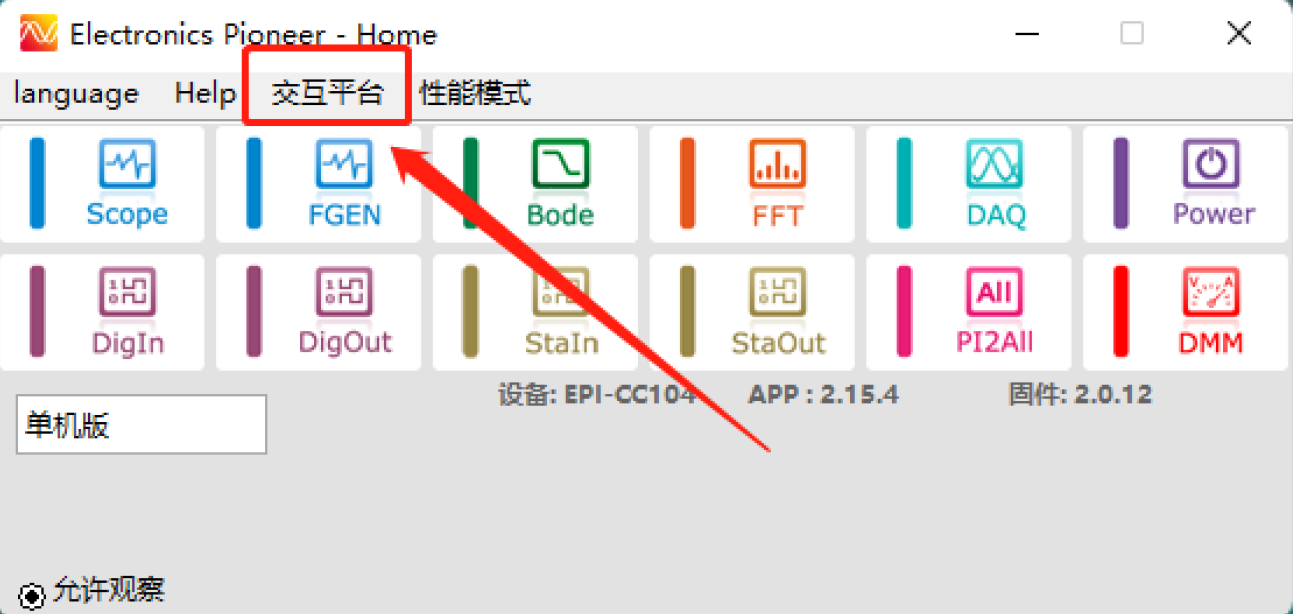 Electronics Pioneer - Home
language Help 交互平台 性能模式
Scope FGEN Bode FFT DAQ Power
DigIn DigOut StaIn StaOut All PI2All V A DMM
设备: EPI-CC104 APP : 2.15.4 固件: 2.0.12
单机版
允许观察